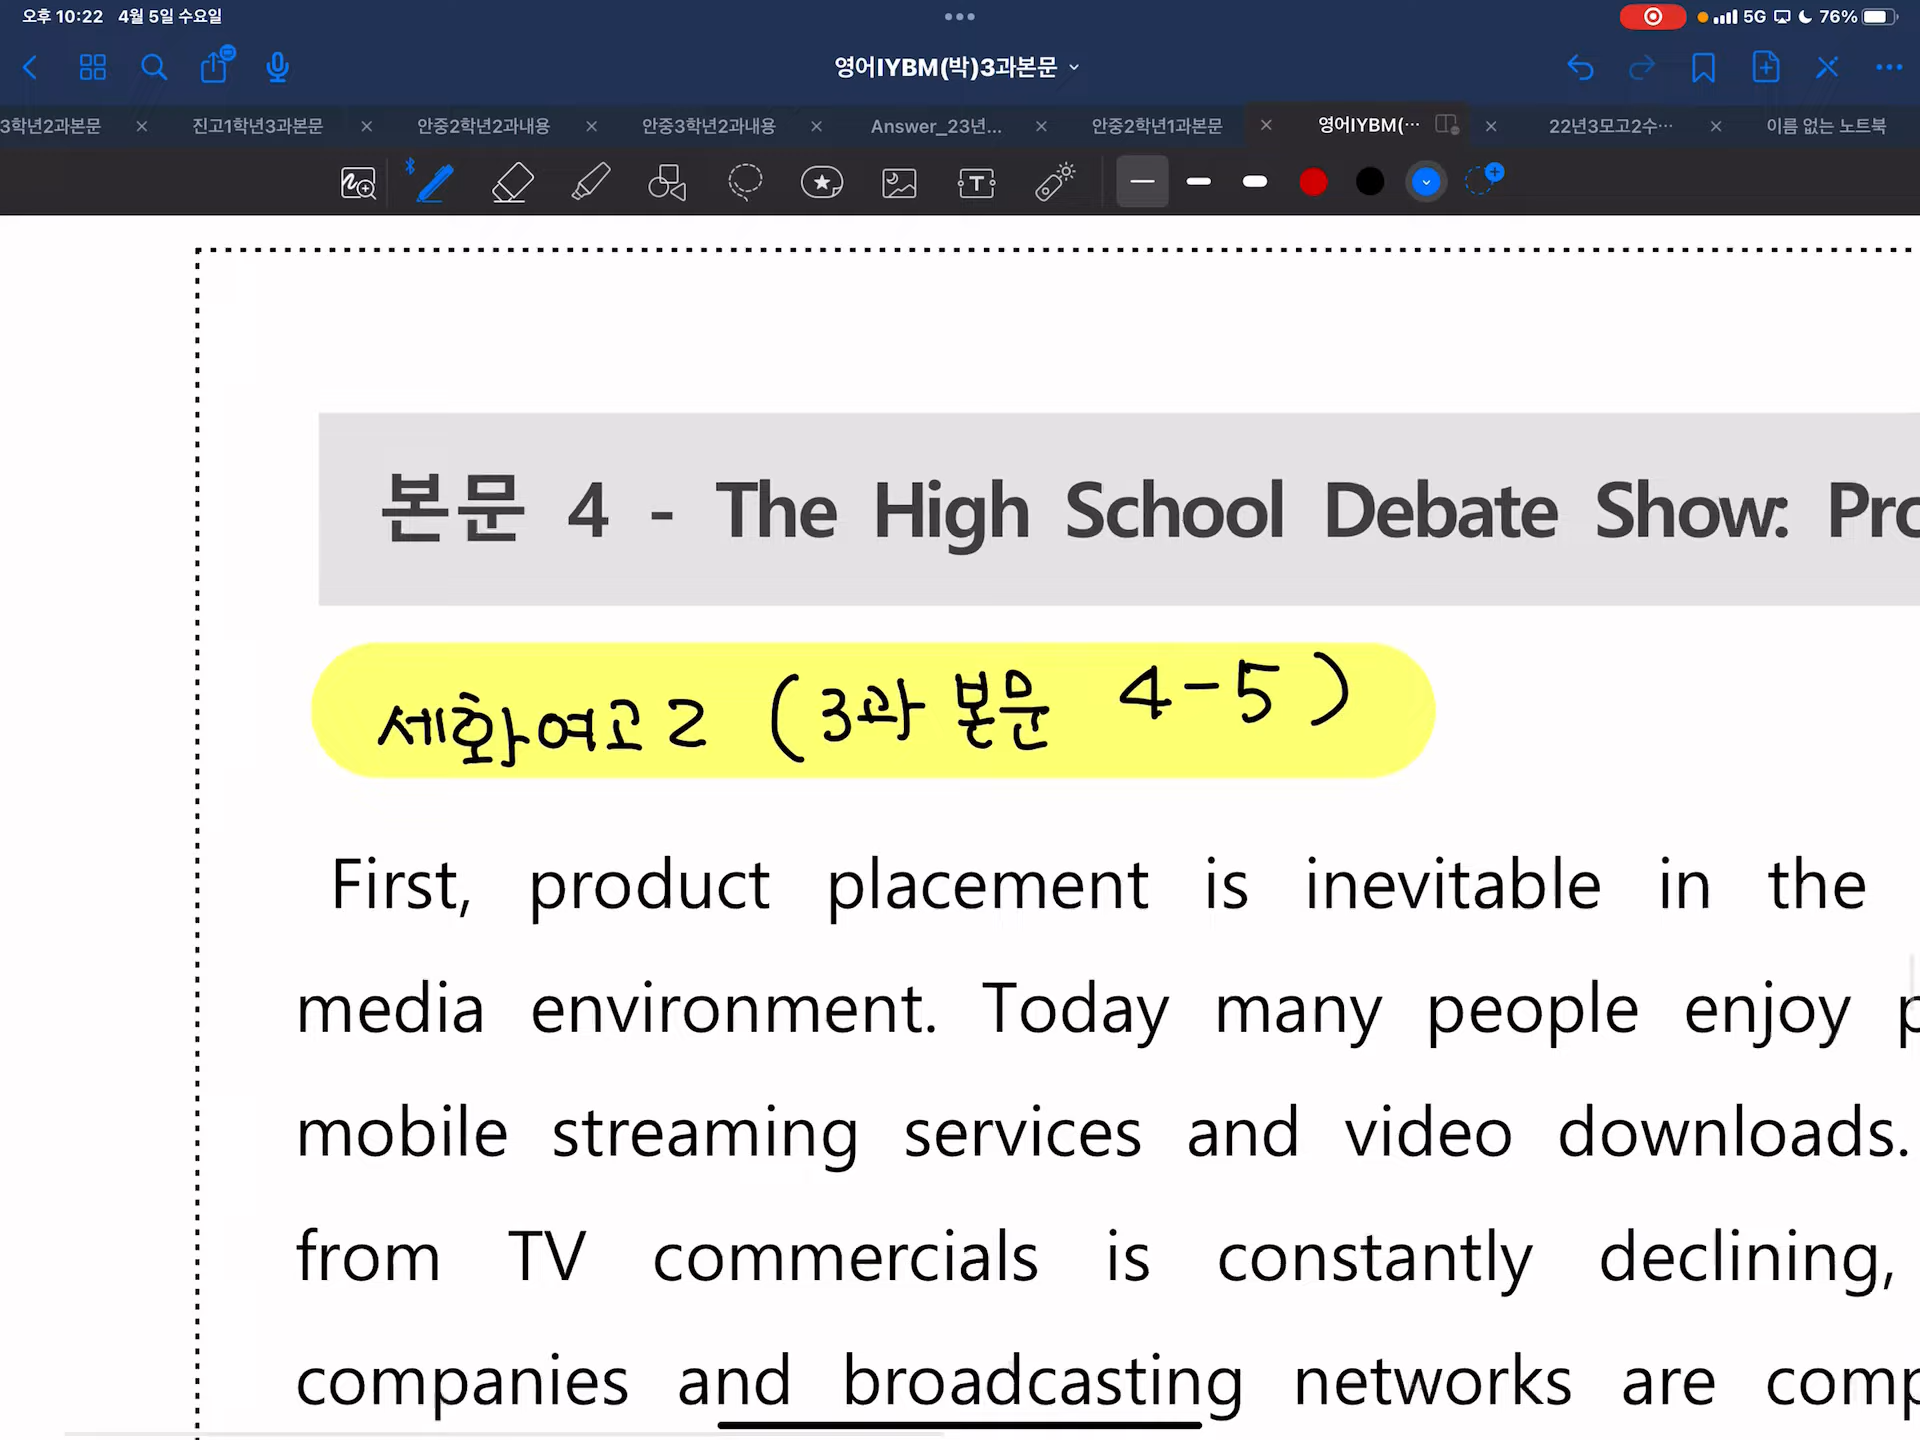 오후 10:22 4월 5일 수요일
5G 76%
영어IYBM(박)3과본문
3학년2과본문
진고1학년3과본문
안중2학년2과내용
안중3학년2과내용
Answer_23년...
안중2학년1과본문
영어IYBM(...
22년3모고2수...
이름 없는 노트북
본문 4 - The High School Debate Show:
세화여고2 (3과 본문 4-5)
First, product placement is inevitable in the
media environment. Today many people enjoy
mobile streaming services and video downloads.
from TV commercials is constantly declining,
companies and broadcasting networks are